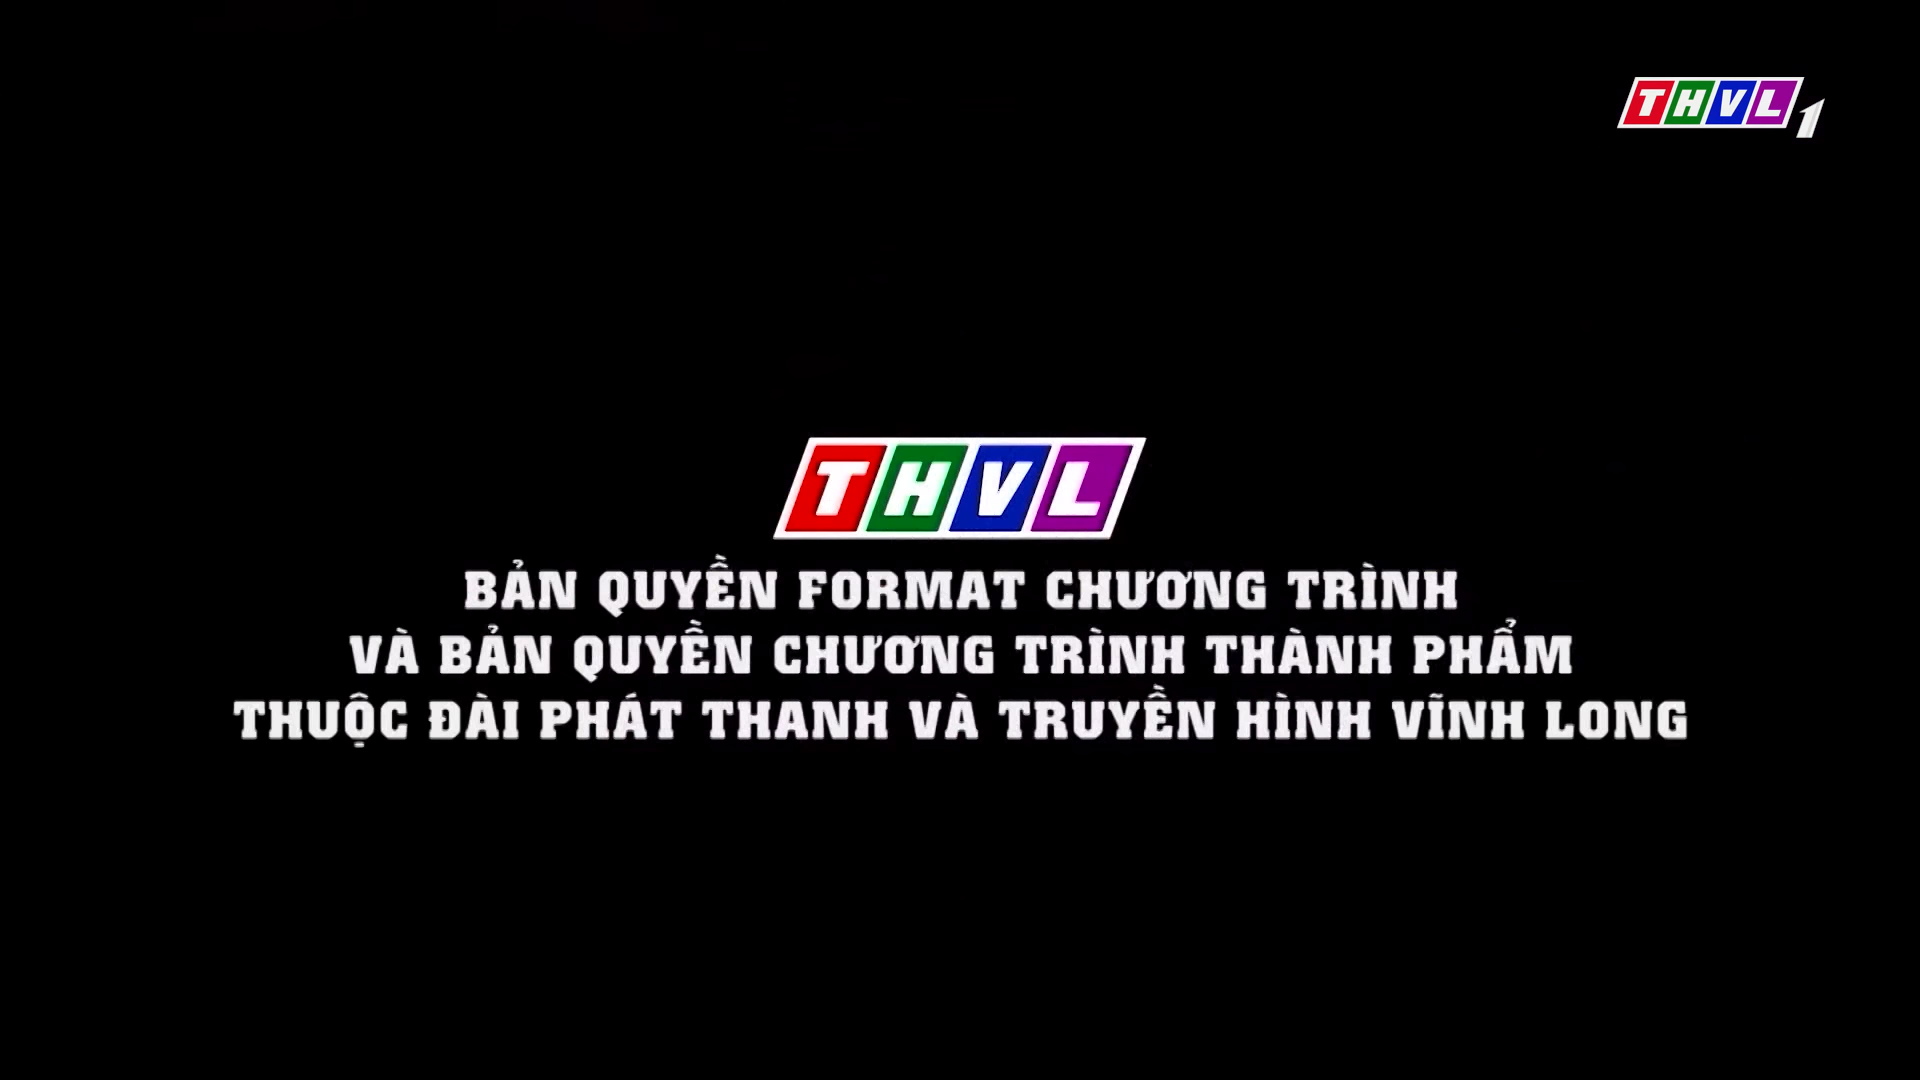 THVL1
THVL
BẢN QUYỀN FORMAT CHƯƠNG TRÌNH
VÀ BẢN QUYỀN CHƯƠNG TRÌNH THÀNH PHẨM
THUỘC ĐÀI PHÁT THANH VÀ TRUYỀN HÌNH VĨNH LONG